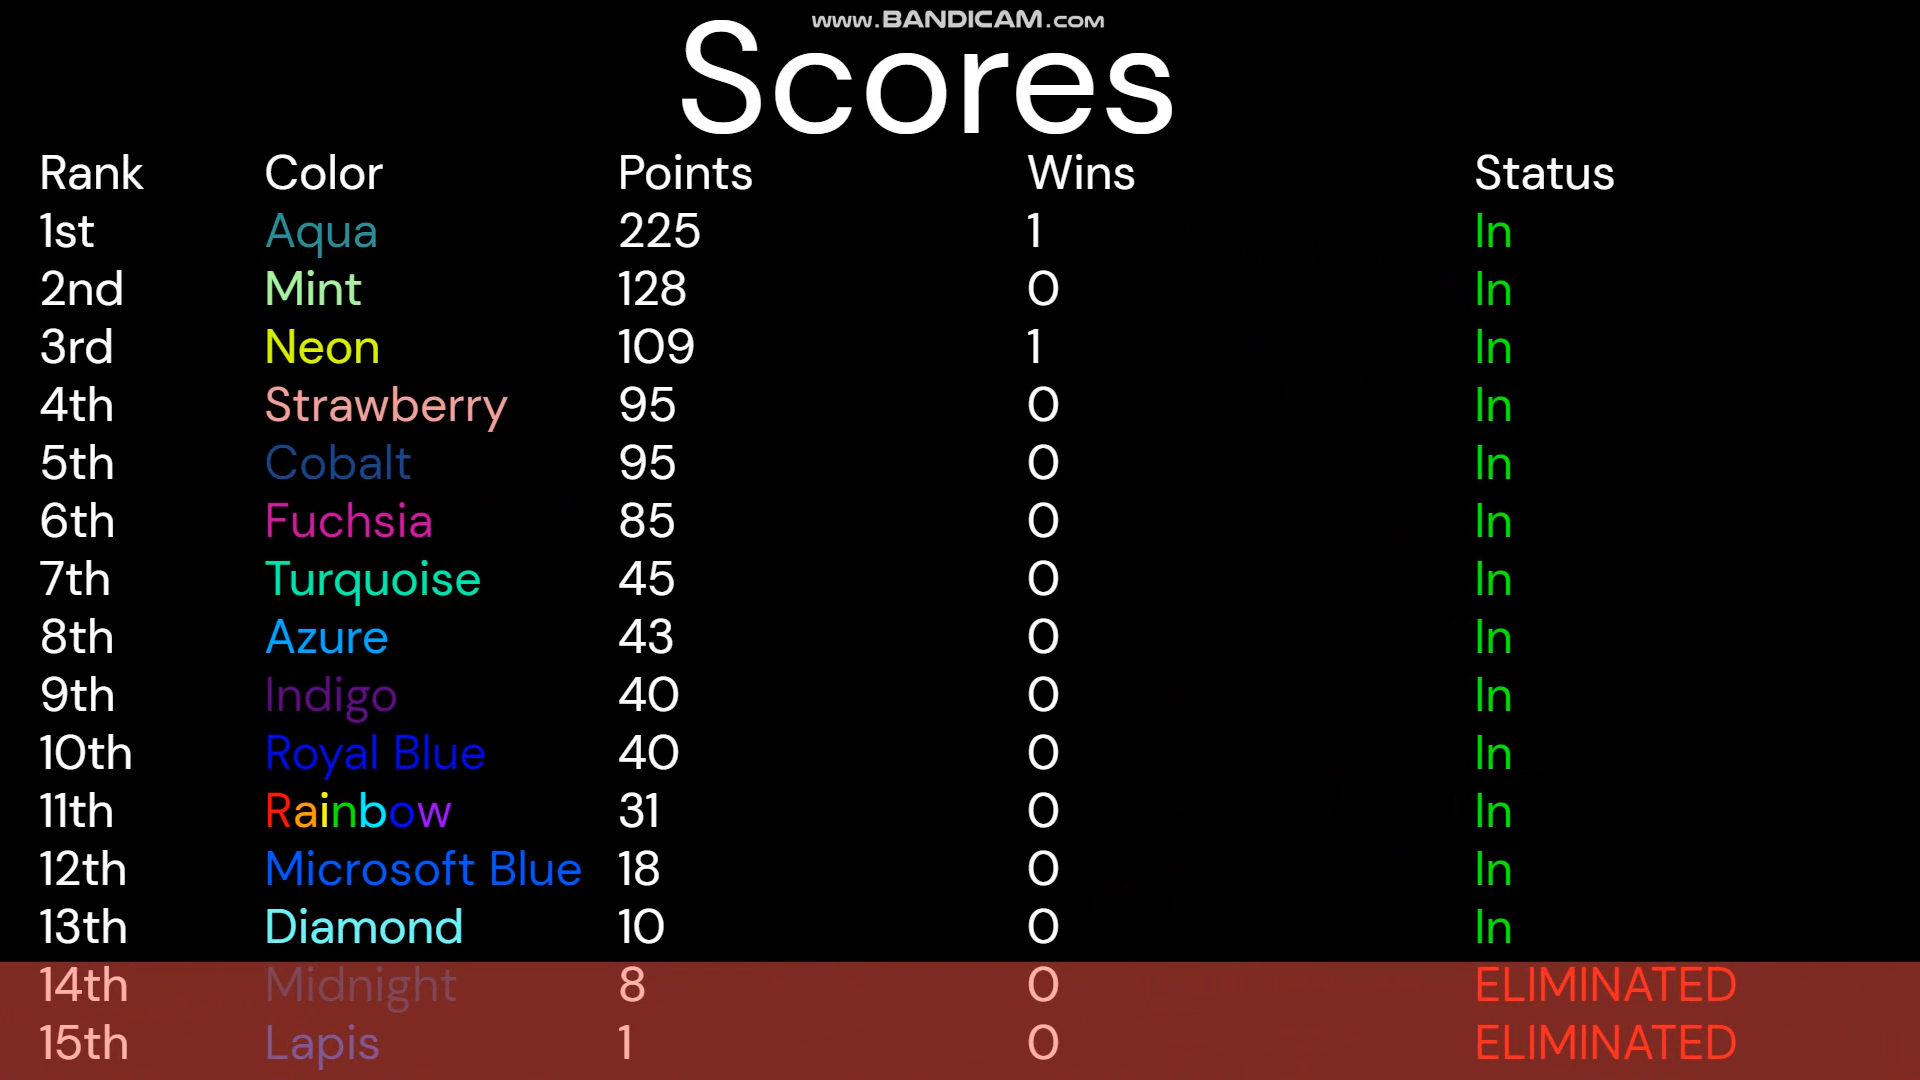 www.BANDICAM.com
Scores
Rank Color Points Wins Status
1st Aqua 225 1 In
2nd Mint 128 0 In
3rd Neon 109 1 In
4th Strawberry 95 0 In
5th Cobalt 95 0 In
6th Fuchsia 85 0 In
7th Turquoise 45 0 In
8th Azure 43 0 In
9th Indigo 40 0 In
10th Royal Blue 40 0 In
11th Rainbow 31 0 In
12th Microsoft Blue 18 0 In
13th Diamond 10 0 In
14th Midnight 8 0 ELIMINATED
15th Lapis 1 0 ELIMINATED